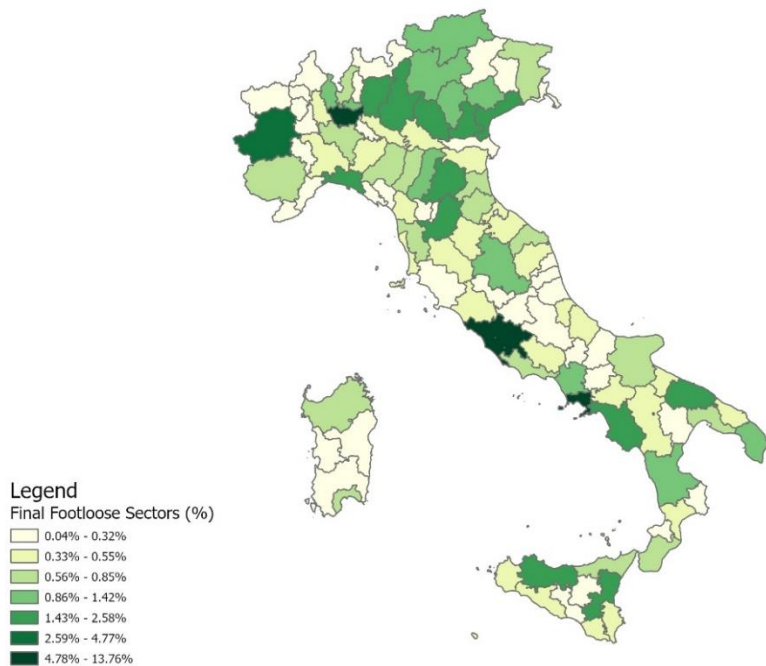 Legend
Final Footloose Sectors (%)
0.04% - 0.32%
0.33% - 0.55%
0.56% - 0.85%
0.86% - 1.42%
1.43% - 2.58%
2.59% - 4.77%
4.78% - 13.76%